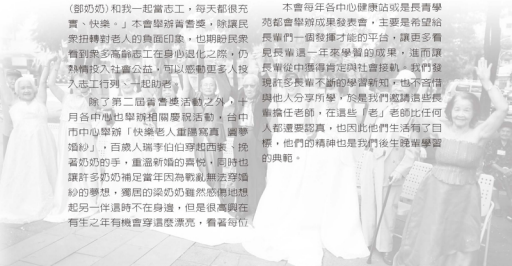 (鄧奶奶)和我一起當志工，每天都很充
實、快樂。」本會舉辦菁耆獎，除讓民
眾扭轉對老人的負面印象，也期盼民眾
看到眾多高齡志工在身心退化之際，仍
熱情投入社會公益，可以感動更多人投
入志工行列、一起助老。
除了第二屆菁耆獎活動之外，十
月各中心也舉辦相關慶祝活動，台中
市中心舉辦「快樂老人重陽寫真 圓夢
婚紗」，百歲人瑞李伯伯穿起西裝、挽
著奶奶的手，重溫新婚的喜悅，同時也
讓許多奶奶補足當年因為戰亂無法穿婚
紗的夢想，獨居的梁奶奶雖然感傷地想
起另一伴這時不在身邊，但是很高興在
有生之年有機會穿這麼漂亮，看著每位
本會每年各中心健康站或是長青學
苑都會舉辦成果發表會，主要是希望給
長輩們一個發揮才能的平台，讓更多看
見長輩這一年來學習的成果，進而讓
長輩從中獲得肯定與社會接軌。我們發
現許多長輩不斷的學習新知，也不吝惜
與他人分享所學，於是我們邀請這些長
輩擔任老師，在這些「老」老師比任何
人都還要認真，也因此他們生活有了目
標，他們的精神也是我們後生晚輩學習
的典範。